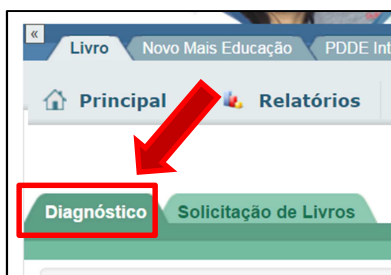 «
Livro Novo Mais Educação PDDE Int
Principal Relatórios
Diagnóstico Solicitação de Livros